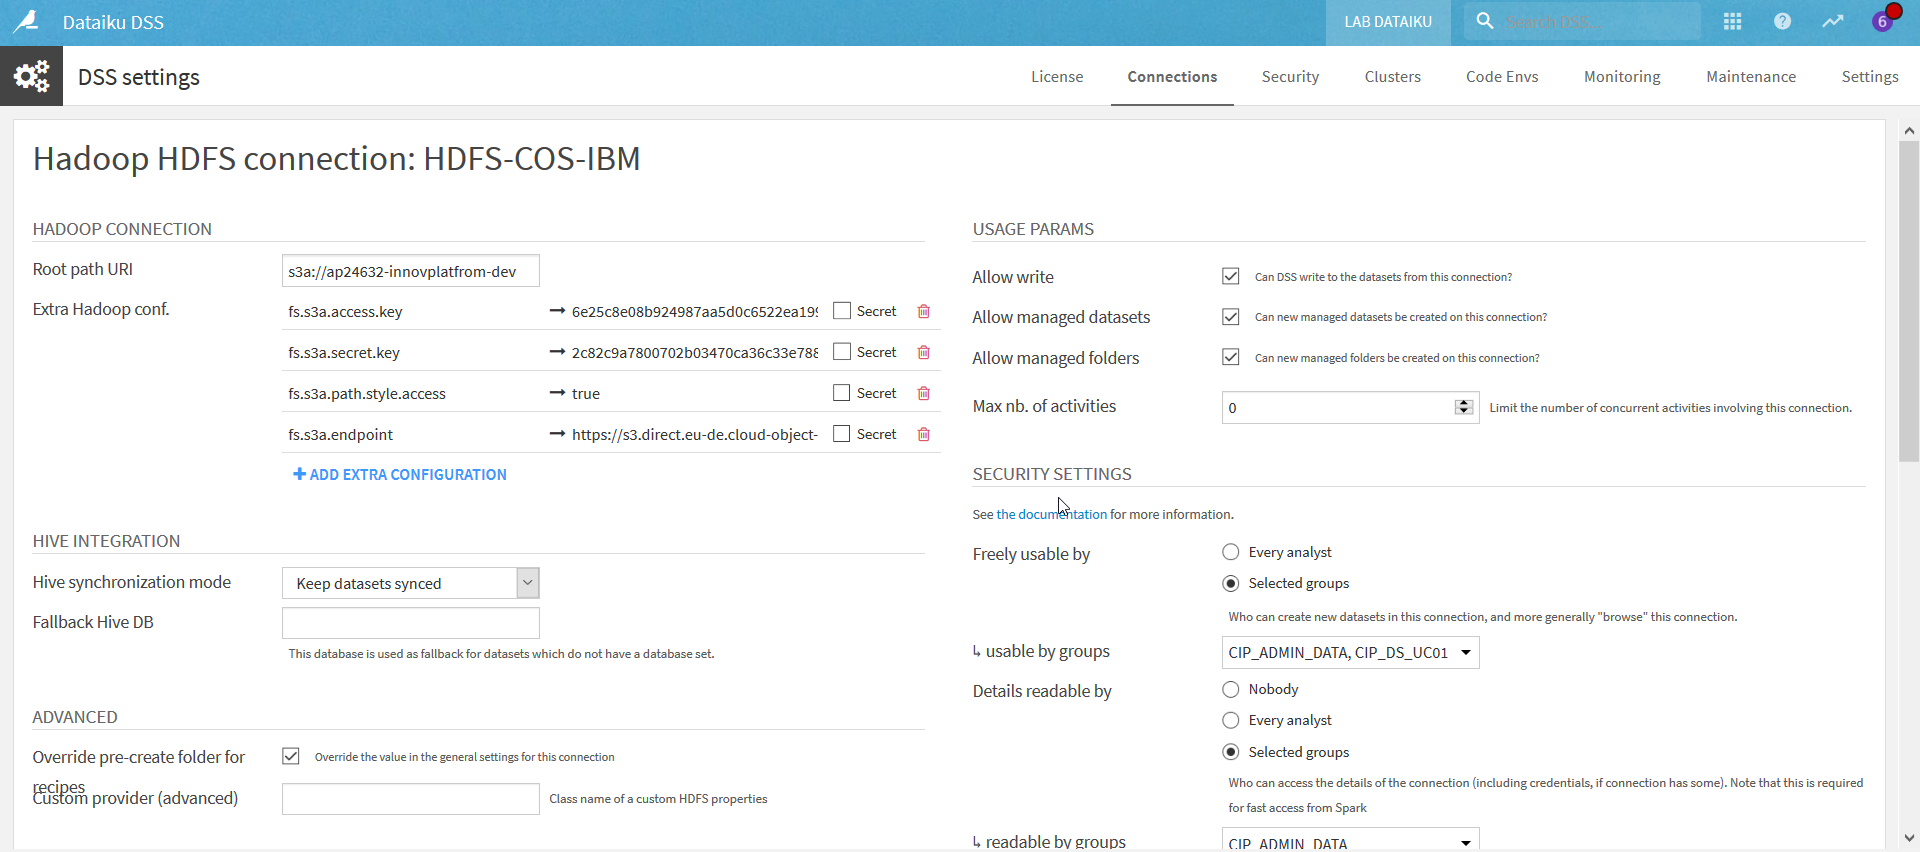 Dataiku DSS
LAB DATAIKU
Search DSS...
6
DSS settings
License
Connections
Security
Clusters
Code Envs
Monitoring
Maintenance
Settings
Hadoop HDFS connection: HDFS-COS-IBM
HADOOP CONNECTION
Root path URI
s3a://ap24632-innovplatfrom-dev
Extra Hadoop conf.
fs.s3a.access.key → 6e25c8e08b924987aa5d0c6522ea199 Secret
fs.s3a.secret.key → 2c82c9a7800702b03470ca36c33e788 Secret
fs.s3a.path.style.access → true Secret
fs.s3a.endpoint → https://s3.direct.eu-de.cloud-object- Secret
+ ADD EXTRA CONFIGURATION
HIVE INTEGRATION
Hive synchronization mode
Keep datasets synced
Fallback Hive DB
This database is used as fallback for datasets which do not have a database set.
ADVANCED
Override pre-create folder for
recipes
Override the value in the general settings for this connection
Custom provider (advanced)
Class name of a custom HDFS properties
USAGE PARAMS
Allow write
Can DSS write to the datasets from this connection?
Allow managed datasets
Can new managed datasets be created on this connection?
Allow managed folders
Can new managed folders be created on this connection?
Max nb. of activities
0
Limit the number of concurrent activities involving this connection.
SECURITY SETTINGS
See the documentation for more information.
Freely usable by
Every analyst
Selected groups
Who can create new datasets in this connection, and more generally "browse" this connection.
↳ usable by groups
CIP_ADMIN_DATA, CIP_DS_UC01
Details readable by
Nobody
Every analyst
Selected groups
Who can access the details of the connection (including credentials, if connection has some). Note that this is required
for fast access from Spark
↳ readable by groups
CIP_ADMIN_DATA